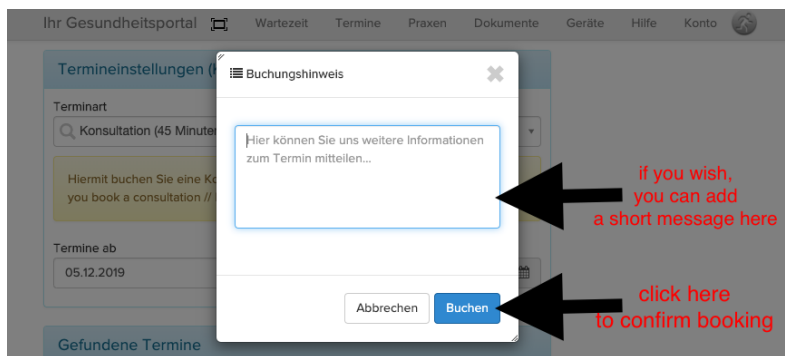 Ihr Gesundheitsportal Wartezeit Termine Praxen Dokumente Geräte Hilfe Konto
Termineinstellungen (
Buchungshinweis
Terminart
Konsultation (45 Minuten
Hier können Sie uns weitere Informationen
zum Termin mitteilen...
Hiermit buchen Sie eine Ko
you book a consultation //
if you wish,
you can add
a short message here
Termine ab
05.12.2019
Abbrechen Buchen
click here
to confirm booking
Gefundene Termine